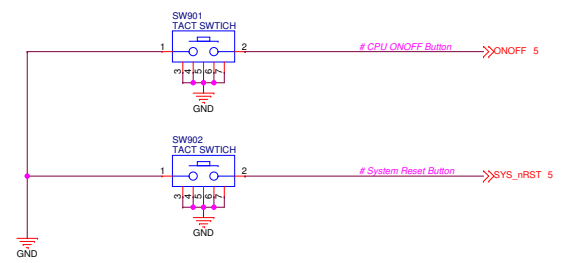 SW901
TACT SWTICH
1
2
# CPU ONOFF Button
ONOFF 5
3
4
5
6
7
GND
SW902
TACT SWTICH
1
2
# System Reset Button
SYS_nRST 5
3
4
5
6
7
GND
GND